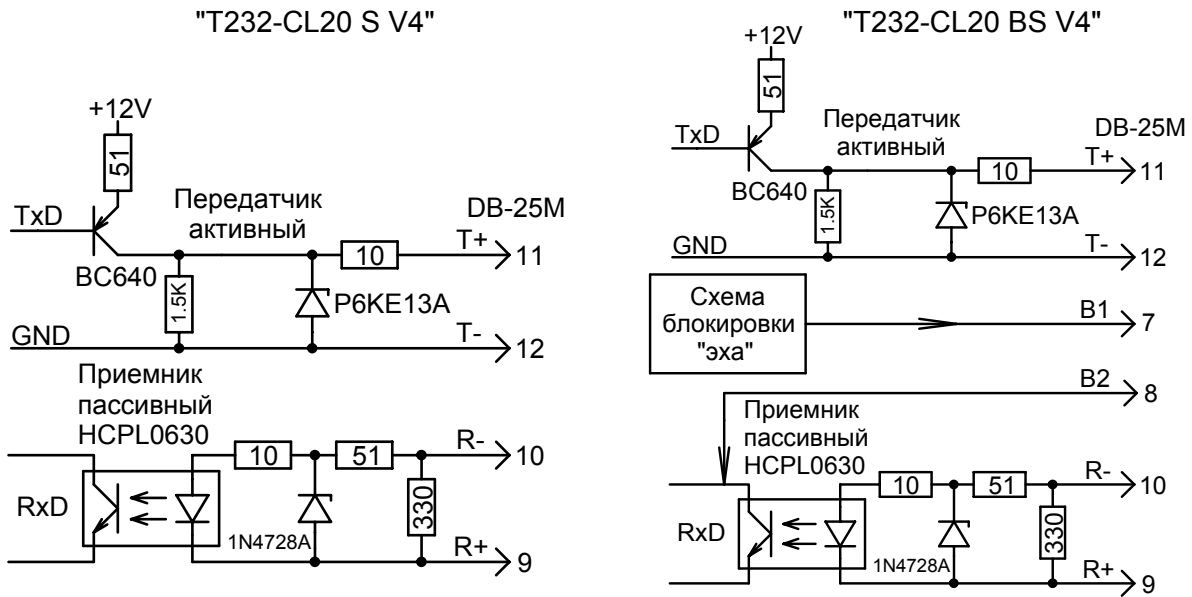 "T232-CL20 S V4"
+12V
51
TxD
BC640
Передатчик
активный
1.5K
P6KE13A
10
DB-25M
T+
11
GND
T-
12
Приемник
пассивный
HCPL0630
RxD
10
51
1N4728A
330
R-
10
R+
9
"T232-CL20 BS V4"
+12V
51
TxD
BC640
Передатчик
активный
1.5K
P6KE13A
10
DB-25M
T+
11
GND
T-
12
Схема
блокировки
"эха"
B1
7
B2
8
Приемник
пассивный
HCPL0630
RxD
10
51
1N4728A
330
R-
10
R+
9